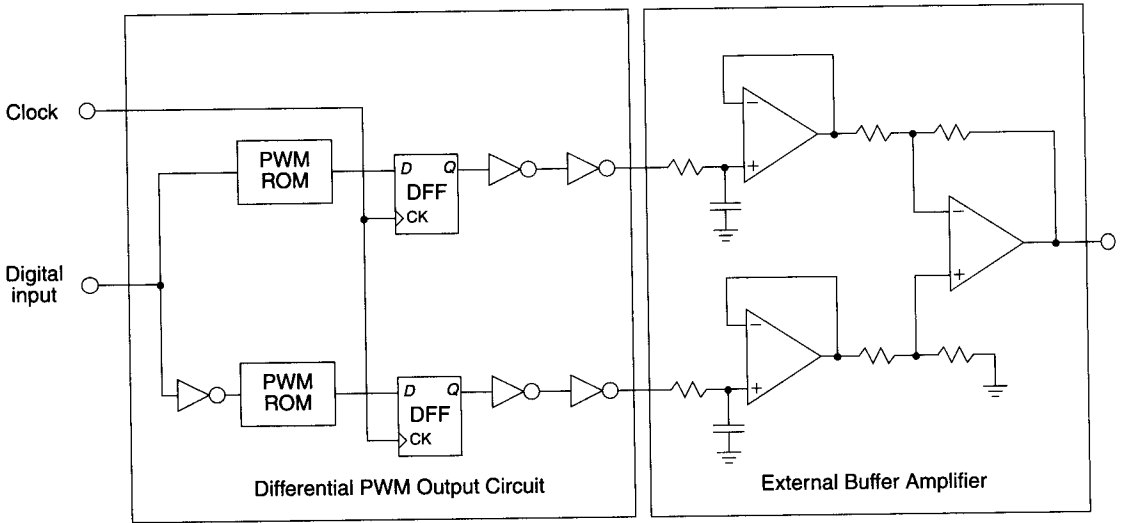 Clock
PWM
ROM
D Q
DFF
CK
−
+
−
+
Digital
input
PWM
ROM
D Q
DFF
CK
−
+
Differential PWM Output Circuit
External Buffer Amplifier